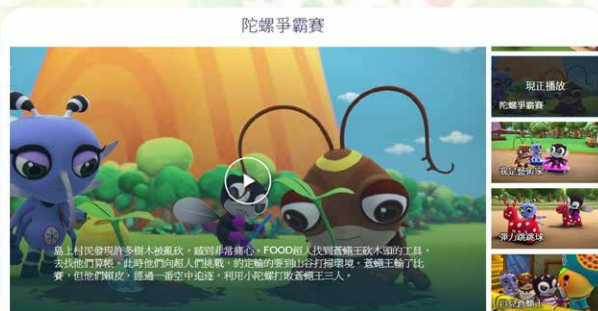 陀螺爭霸賽
島上村民發現許多樹木被亂砍，感到非常痛心。FOOD超人找到蒼蠅王砍木頭的工具，
去找他們算帳。此時他們向超人們挑戰，約定輸的要到山谷打掃環境。蒼蠅王輸了比
賽，但他們賴皮，經過一番空中追逐，利用小陀螺打敗蒼蠅王三人。
現正播放
陀螺爭霸賽
我是藝術家
彈力跳跳球